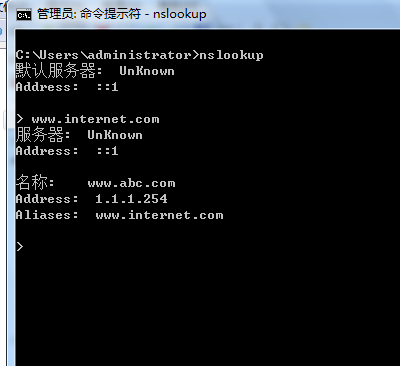 管理员: 命令提示符 - nslookup
C:\Users\administrator>nslookup
默认服务器:  UnKnown
Address:  ::1
> www.internet.com
服务器:  UnKnown
Address:  ::1
名称:    www.abc.com
Address:  1.1.1.254
Aliases:  www.internet.com
>